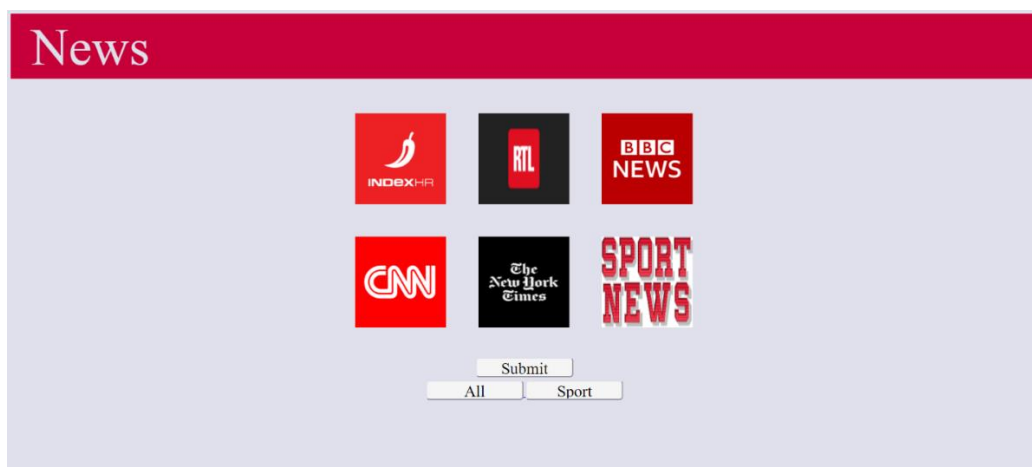 News
INDEXHR
RTL
BBC
NEWS
CNN
The
New York
Times
SPORT
NEWS
Submit
All
Sport